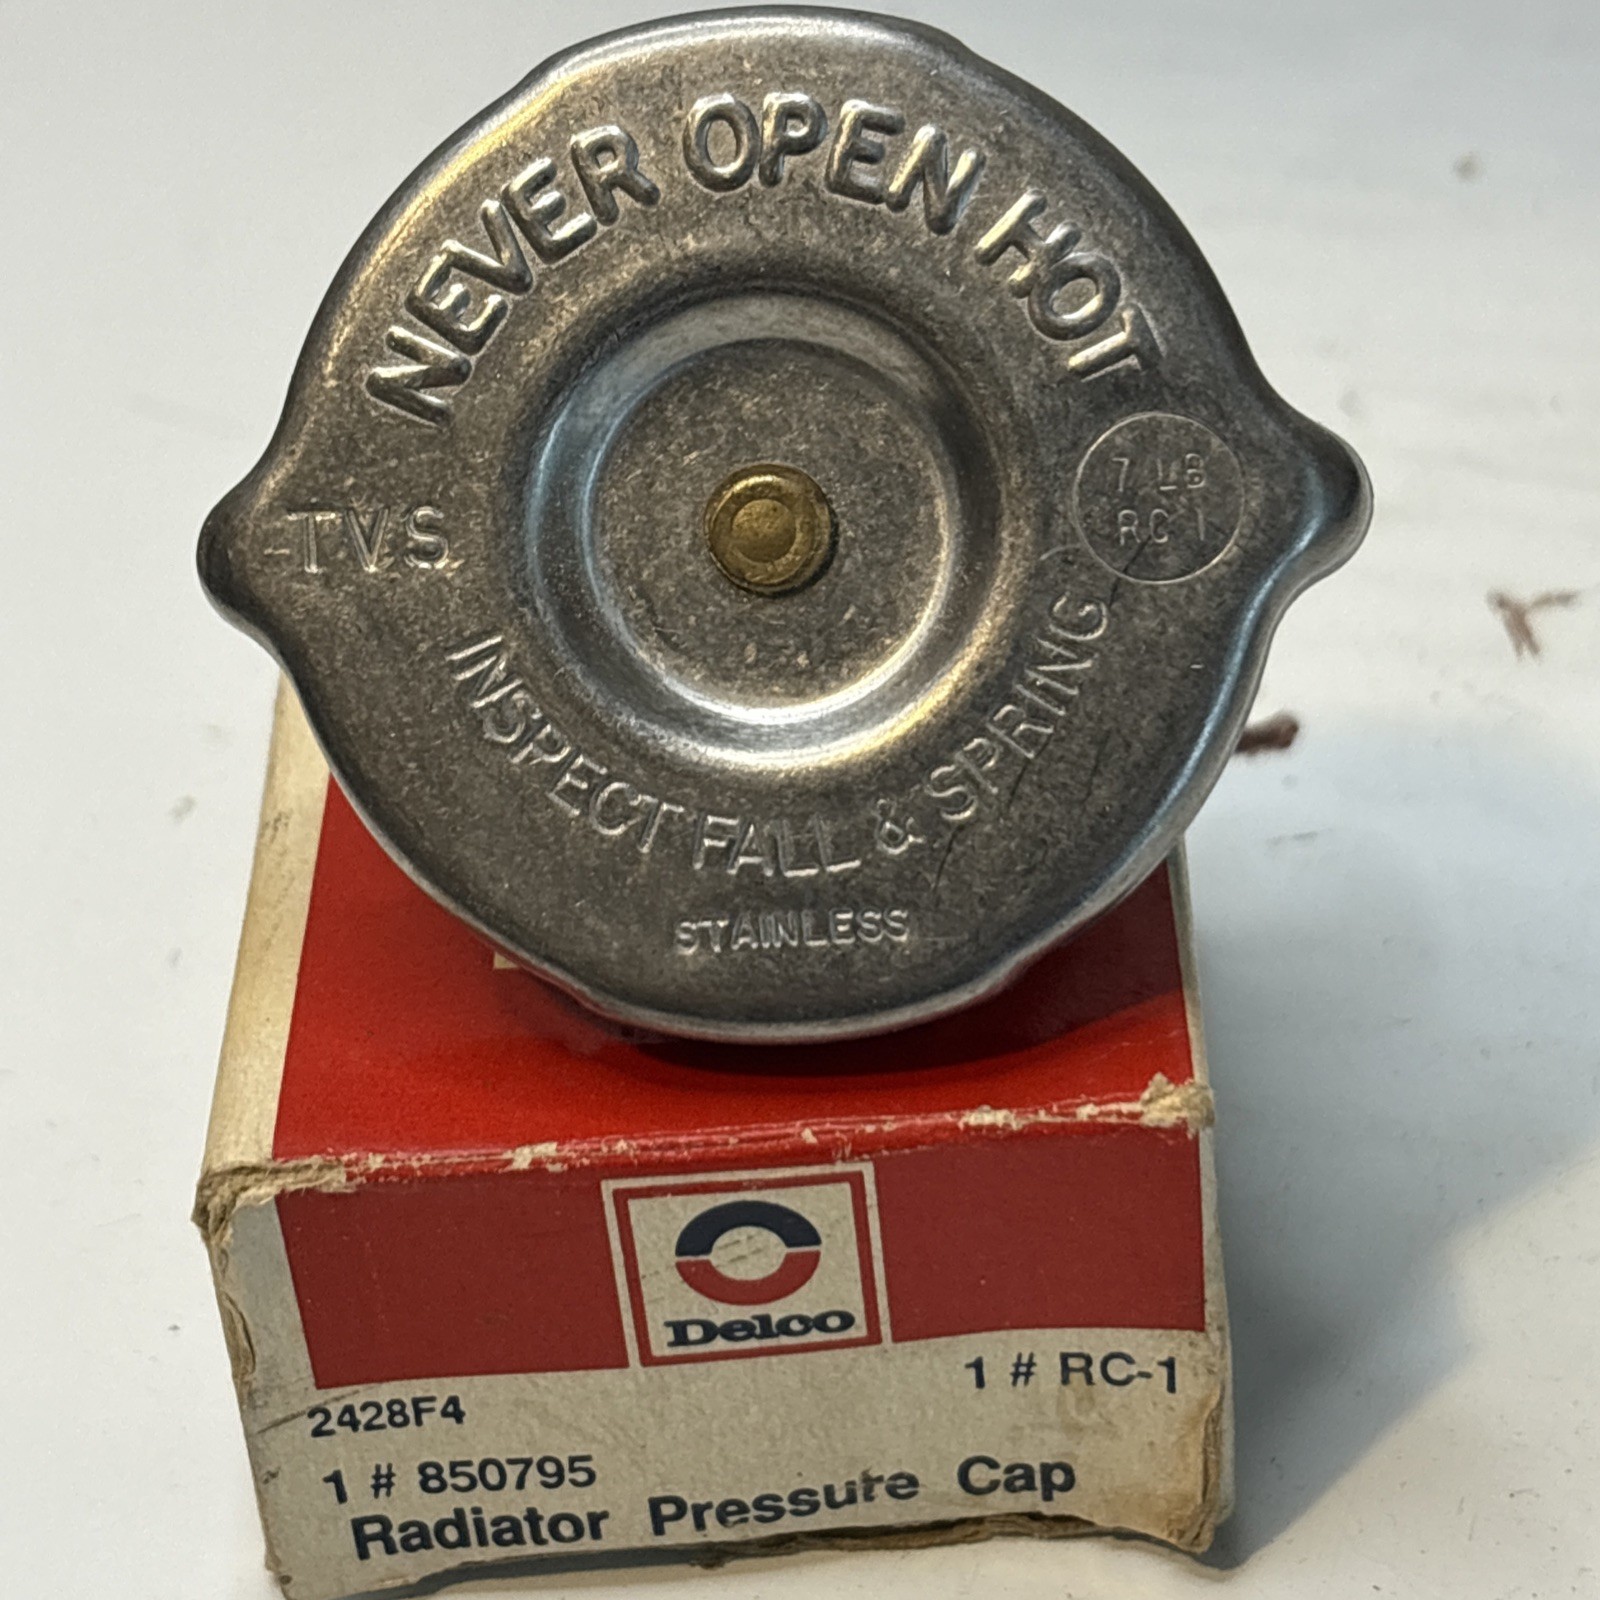 NEVER OPEN HOT
TVS
7 LB
RC 1
INSPECT FALL & SPRING
STAINLESS
Delco
1 # RC-1
2428F4
1 # 850795
Radiator Pressure Cap